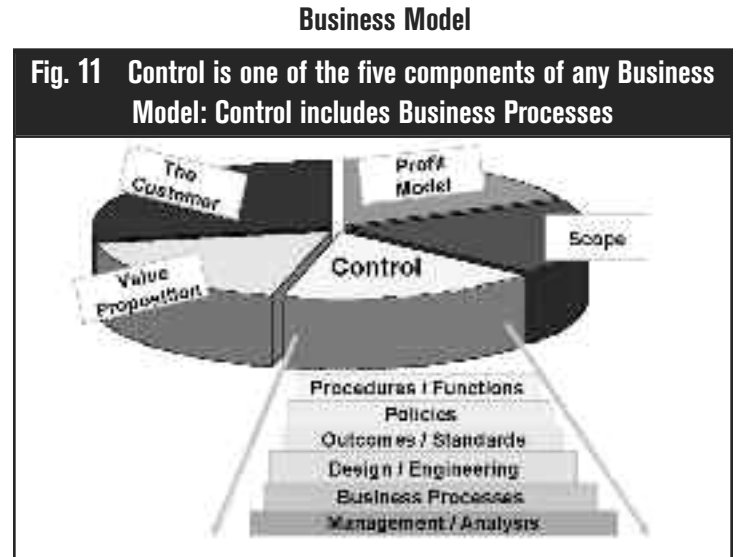 Business Model
Fig. 11 Control is one of the five components of any Business
Model: Control includes Business Processes
The
Customer
Profit
Model
Scope
Value
Proposition
Control
Procedures / Functions
Policies
Outcomes / Standards
Design / Engineering
Business Processes
Management / Analysis